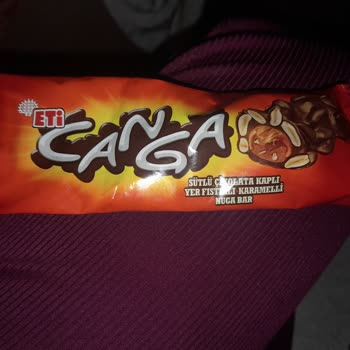 ETİ
CANGA
SÜTLÜ ÇİKOLATA KAPLI
YER FISTIKLI KARAMELLİ
NUGA BAR